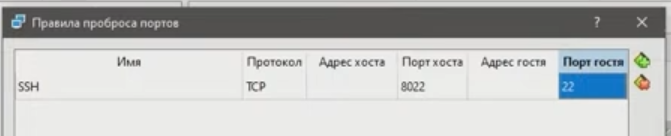 Правила проброса портов
Имя Протокол Адрес хоста Порт хоста Адрес гостя Порт гостя
SSH TCP 8022 22